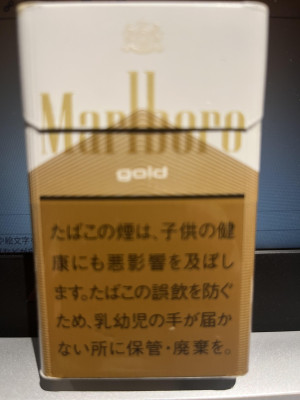 Marlboro
gold
たばこの煙は、子供の健
康にも悪影響を及ぼし
ます。たばこの誤飲を防ぐ
ため、乳幼児の手が届か
ない所に保管・廃棄を。